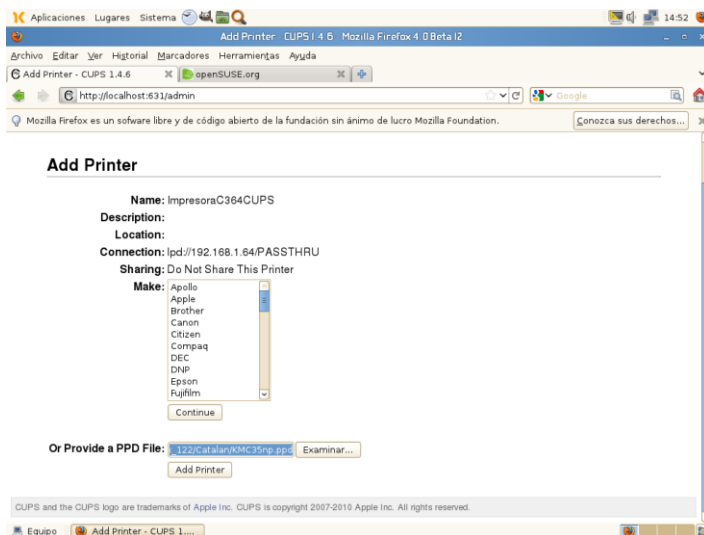 Aplicaciones Lugares Sistema 14:52
Add Printer - CUPS 1.4.6 - Mozilla Firefox 4.0 Beta 12
Archivo Editar Ver Historial Marcadores Herramientas Ayuda
Add Printer - CUPS 1.4.6 openSUSE.org
http://localhost:631/admin Google
Mozilla Firefox es un sofware libre y de código abierto de la fundación sin ánimo de lucro Mozilla Foundation. Conozca sus derechos...
Add Printer
Name: ImpresoraC364CUPS
Description:
Location:
Connection: lpd://192.168.1.64/PASSTHRU
Sharing: Do Not Share This Printer
Make: Apollo
Apple
Brother
Canon
Citizen
Compaq
DEC
DNP
Epson
Fujifilm
Continue
Or Provide a PPD File: _122/Catalan/KMC35np.ppd Examinar...
Add Printer
CUPS and the CUPS logo are trademarks of Apple Inc. CUPS is copyright 2007-2010 Apple Inc. All rights reserved.
Equipo Add Printer - CUPS 1....